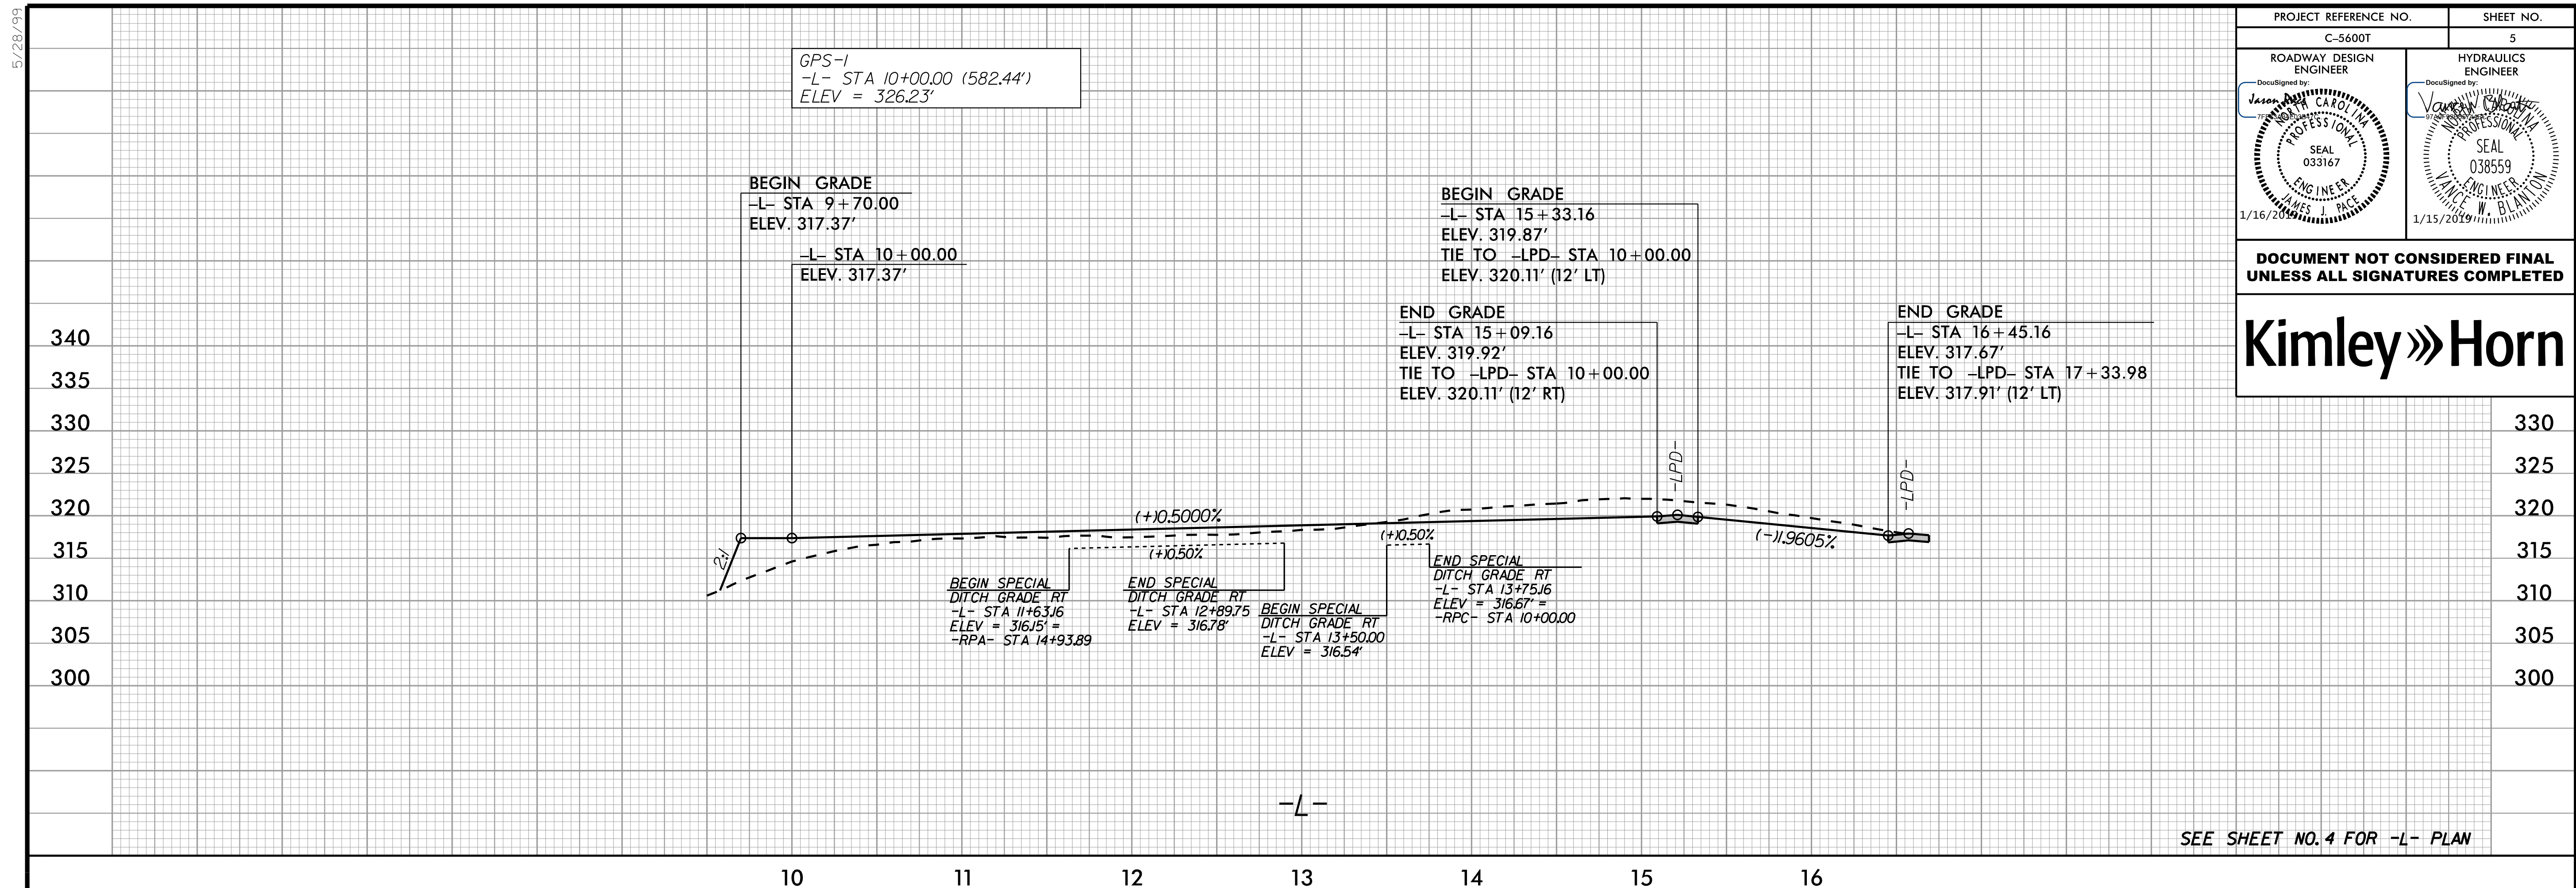 5/28/99
PROJECT REFERENCE NO.
SHEET NO.
C-5600T
5
ROADWAY DESIGN
ENGINEER
HYDRAULICS
ENGINEER
DocuSigned by:
DocuSigned by:
NORTH CAROLINA
PROFESSIONAL
SEAL
033167
ENGINEER
JAMES J. PACE
1/16/2019
NORTH CAROLINA
PROFESSIONAL
SEAL
038559
ENGINEER
VANCE W. BLANTON
1/15/2019
DOCUMENT NOT CONSIDERED FINAL
UNLESS ALL SIGNATURES COMPLETED
Kimley»Horn
GPS-1
-L- STA 10+00.00 (582.44')
ELEV = 326.23'
BEGIN GRADE
-L- STA 9+70.00
ELEV. 317.37'
-L- STA 10+00.00
ELEV. 317.37'
BEGIN GRADE
-L- STA 15+33.16
ELEV. 319.87'
TIE TO -LPD- STA 10+00.00
ELEV. 320.11' (12' LT)
END GRADE
-L- STA 15+09.16
ELEV. 319.92'
TIE TO -LPD- STA 10+00.00
ELEV. 320.11' (12' RT)
END GRADE
-L- STA 16+45.16
ELEV. 317.67'
TIE TO -LPD- STA 17+33.98
ELEV. 317.91' (12' LT)
340
335
330
325
320
315
310
305
300
330
325
320
315
310
305
300
-LPD-
-LPD-
2:1
(+)0.5000%
(+)0.50%
(+)0.50%
(-)1.9605%
BEGIN SPECIAL
DITCH GRADE RT
-L- STA 11+63.16
ELEV = 316.15' =
-RPA- STA 14+93.89
END SPECIAL
DITCH GRADE RT
-L- STA 12+89.75
ELEV = 316.78'
BEGIN SPECIAL
DITCH GRADE RT
-L- STA 13+50.00
ELEV = 316.54'
END SPECIAL
DITCH GRADE RT
-L- STA 13+75.16
ELEV = 316.67' =
-RPC- STA 10+00.00
-L-
SEE SHEET NO. 4 FOR -L- PLAN
10
11
12
13
14
15
16